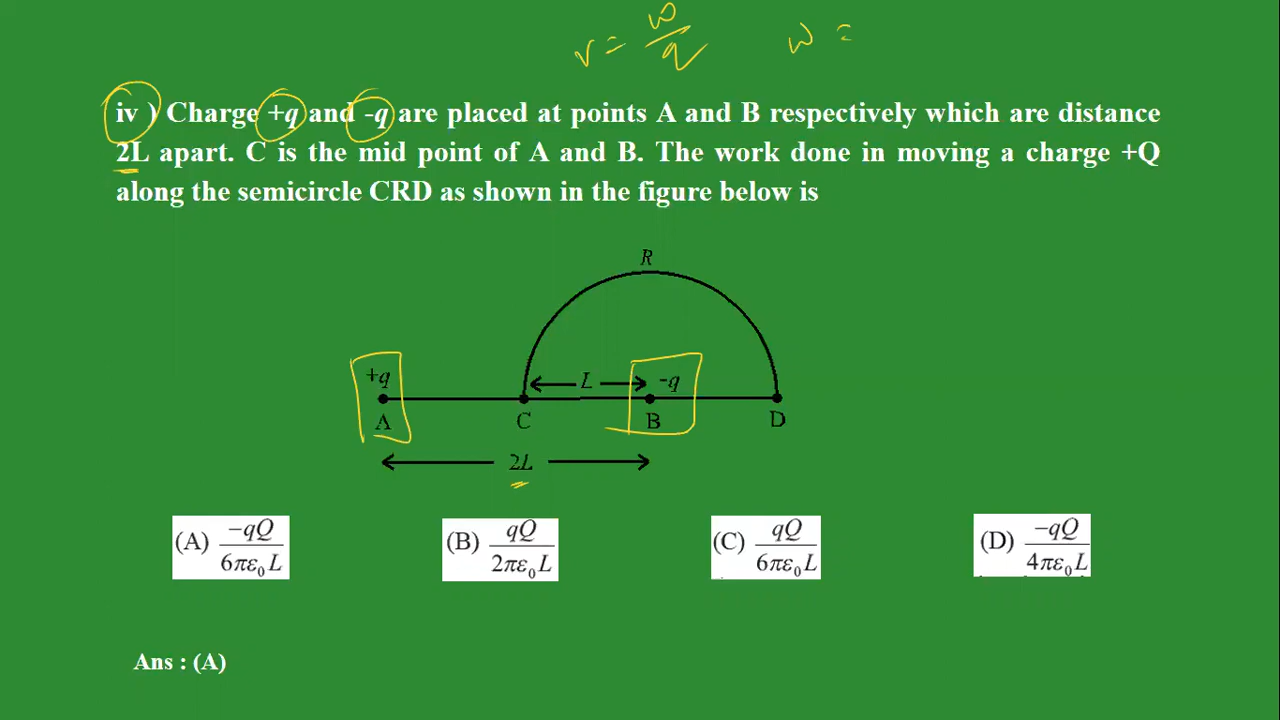 v = w/q   w =
iv ) Charge +q and -q are placed at points A and B respectively which are distance
2L apart. C is the mid point of A and B. The work done in moving a charge +Q
along the semicircle CRD as shown in the figure below is
R
+q L -q
A C B D
2L
(A) −qQ/6πε₀L (B) qQ/2πε₀L (C) qQ/6πε₀L (D) −qQ/4πε₀L
Ans : (A)